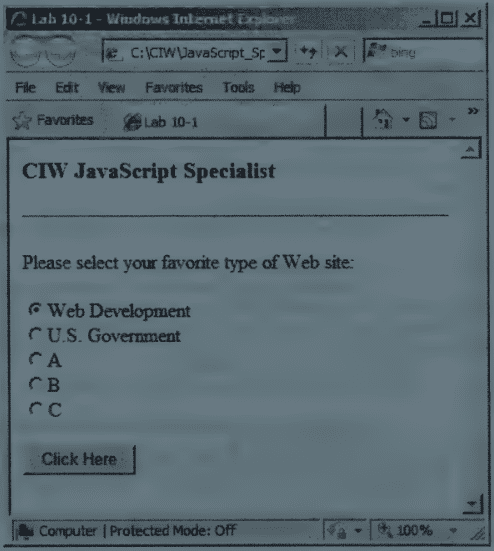 Lab 10-1 - Windows Internet Explorer
C:\CIW\JavaScript_Sp
bing
File Edit View Favorites Tools Help
Favorites Lab 10-1
CIW JavaScript Specialist
Please select your favorite type of Web site:
Web Development
U.S. Government
A
B
C
Click Here
Computer | Protected Mode: Off 100%